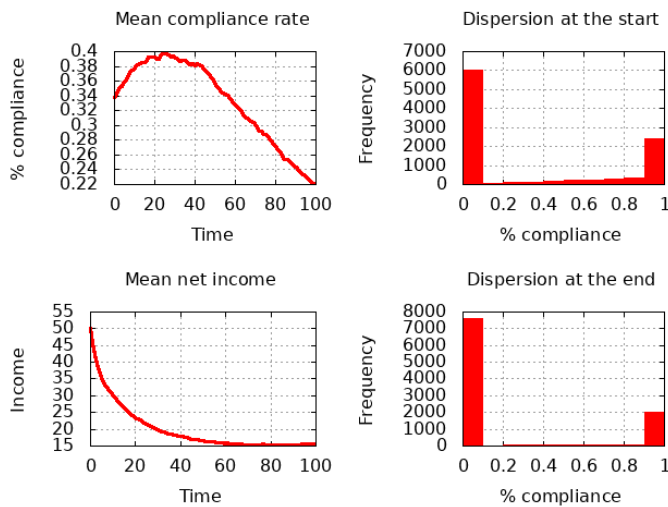 Mean compliance rate
% compliance
0.4
0.38
0.36
0.34
0.32
0.3
0.28
0.26
0.24
0.22
0 20 40 60 80 100
Time
Dispersion at the start
Frequency
7000
6000
5000
4000
3000
2000
1000
0
0 0.2 0.4 0.6 0.8 1
% compliance
Mean net income
Income
55
50
45
40
35
30
25
20
15
0 20 40 60 80 100
Time
Dispersion at the end
Frequency
8000
7000
6000
5000
4000
3000
2000
1000
0
0 0.2 0.4 0.6 0.8 1
% compliance